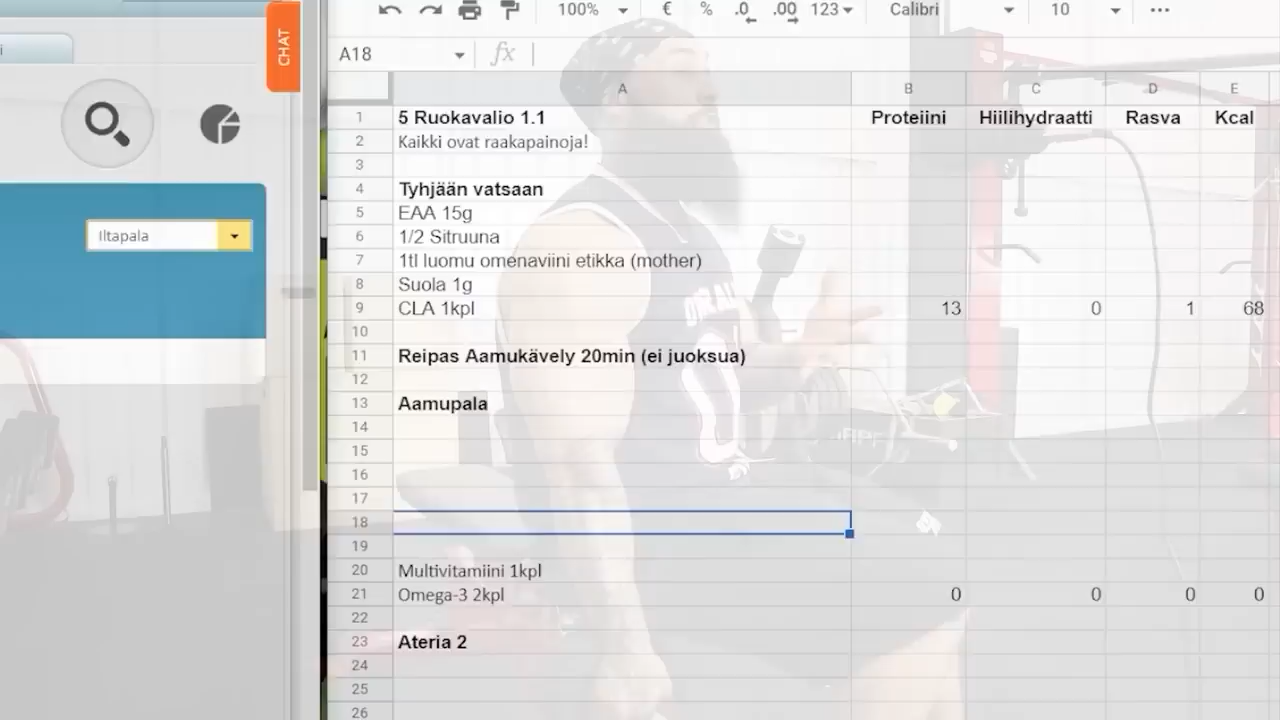 100% € % .0 .00 123 Calibri 10 ...
A18 fx
CHAT
A B C D E
1 5 Ruokavalio 1.1 Proteiini Hiilihydraatti Rasva Kcal
2 Kaikki ovat raakapainoja!
3
4 Tyhjään vatsaan
5 EAA 15g
6 1/2 Sitruuna
7 1tl luomu omenaviini etikka (mother)
8 Suola 1g
9 CLA 1kpl 13 0 1 68
10
11 Reipas Aamukävely 20min (ei juoksua)
12
13 Aamupala
14
15
16
17
18
19
20 Multivitamiini 1kpl
21 Omega-3 2kpl 0 0 0 0
22
23 Ateria 2
24
25
26
Iltapala